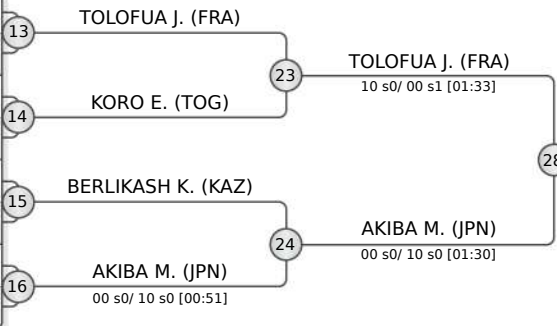 TOLOFUA J. (FRA)
13
23
TOLOFUA J. (FRA)
10 s0/ 00 s1 [01:33]
KORO E. (TOG)
14
28
BERLIKASH K. (KAZ)
15
24
AKIBA M. (JPN)
00 s0/ 10 s0 [01:30]
AKIBA M. (JPN)
16
00 s0/ 10 s0 [00:51]